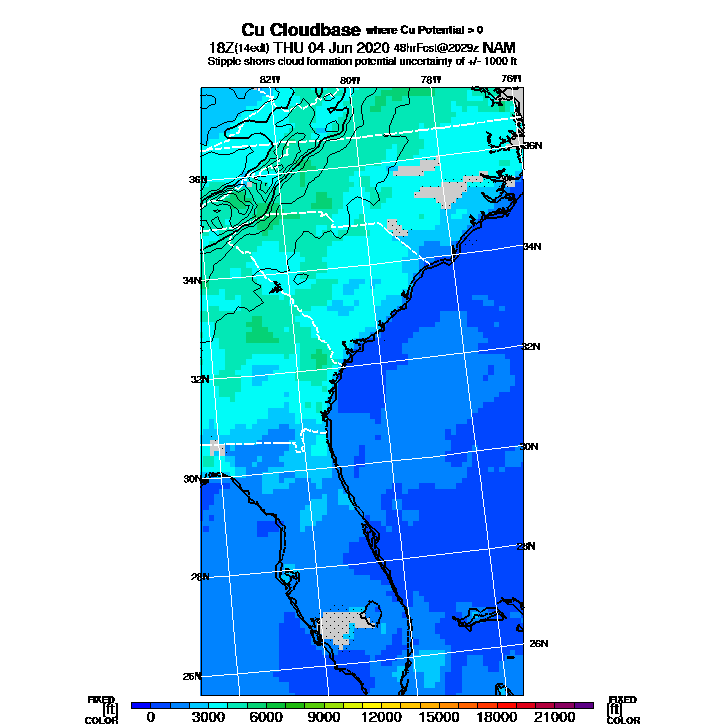 Cu Cloudbase where Cu Potential > 0
18Z(14edt) THU 04 Jun 2020 48hrFcst@2029z NAM
Stipple shows cloud formation potential uncertainty of +/- 1000 ft
82W 80W 78W 76W
36N 36N
34N 34N
32N 32N
30N 30N
28N 28N
26N 26N
FIXED FIXED
[ft] 0 3000 6000 9000 12000 15000 18000 21000 [ft]
COLOR COLOR